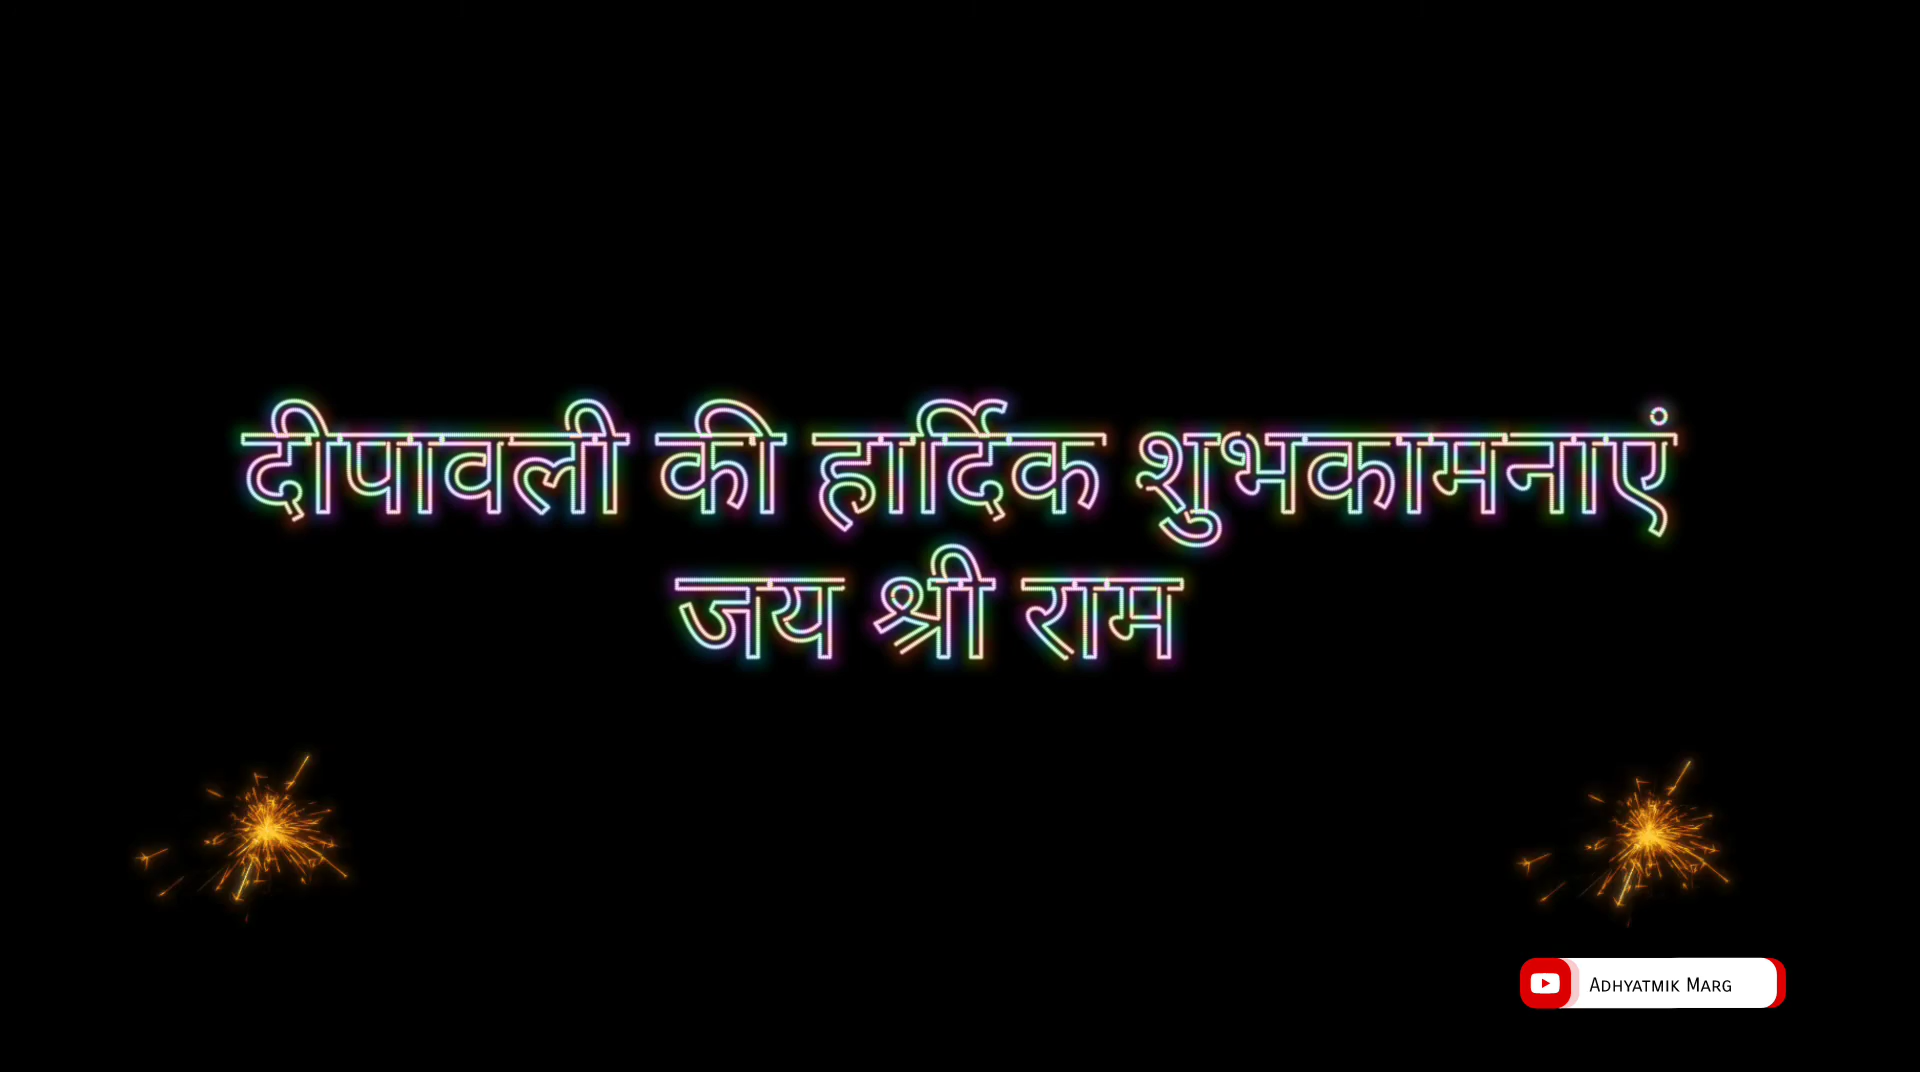 दीपावली की हार्दिक शुभकामनाएं
जय श्री राम
Adhyatmik Marg